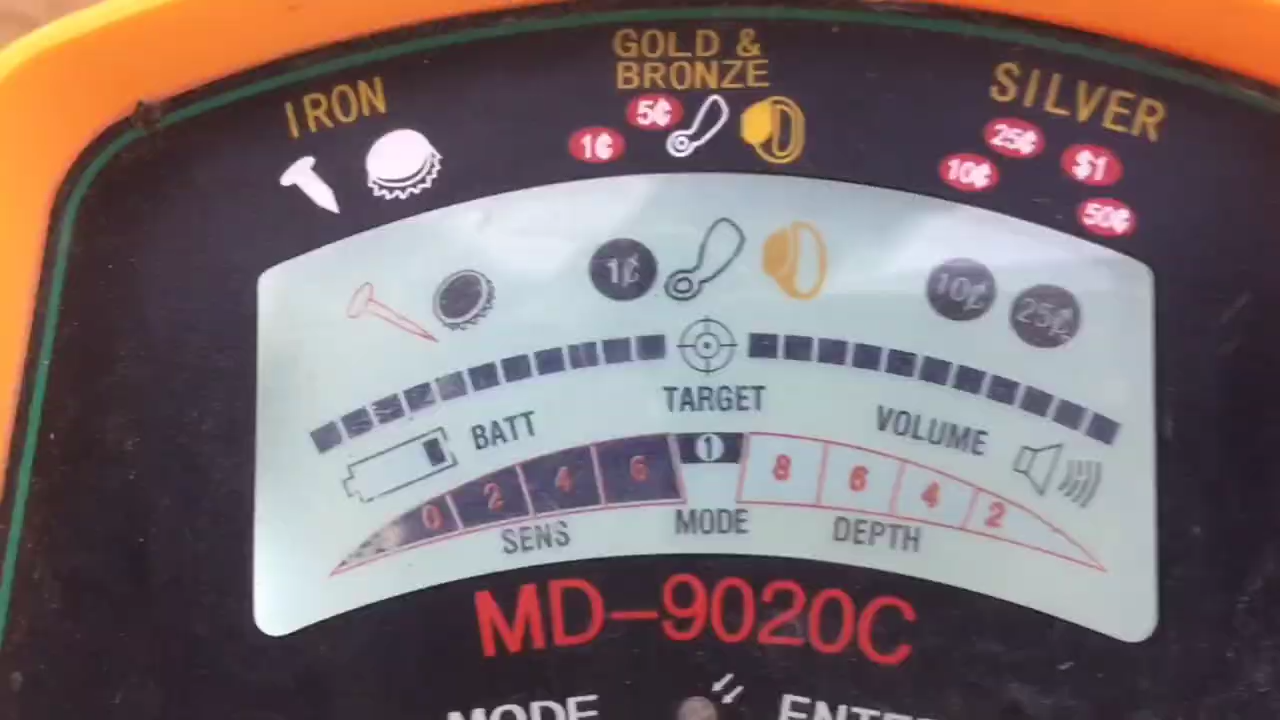 IRON
GOLD &
BRONZE
SILVER
1¢
5¢
10¢
25¢
$1
50¢
1¢
10¢
25¢
TARGET
BATT
VOLUME
0 2 4 6 1 8 6 4 2
SENS MODE DEPTH
MD-9020C
MODE